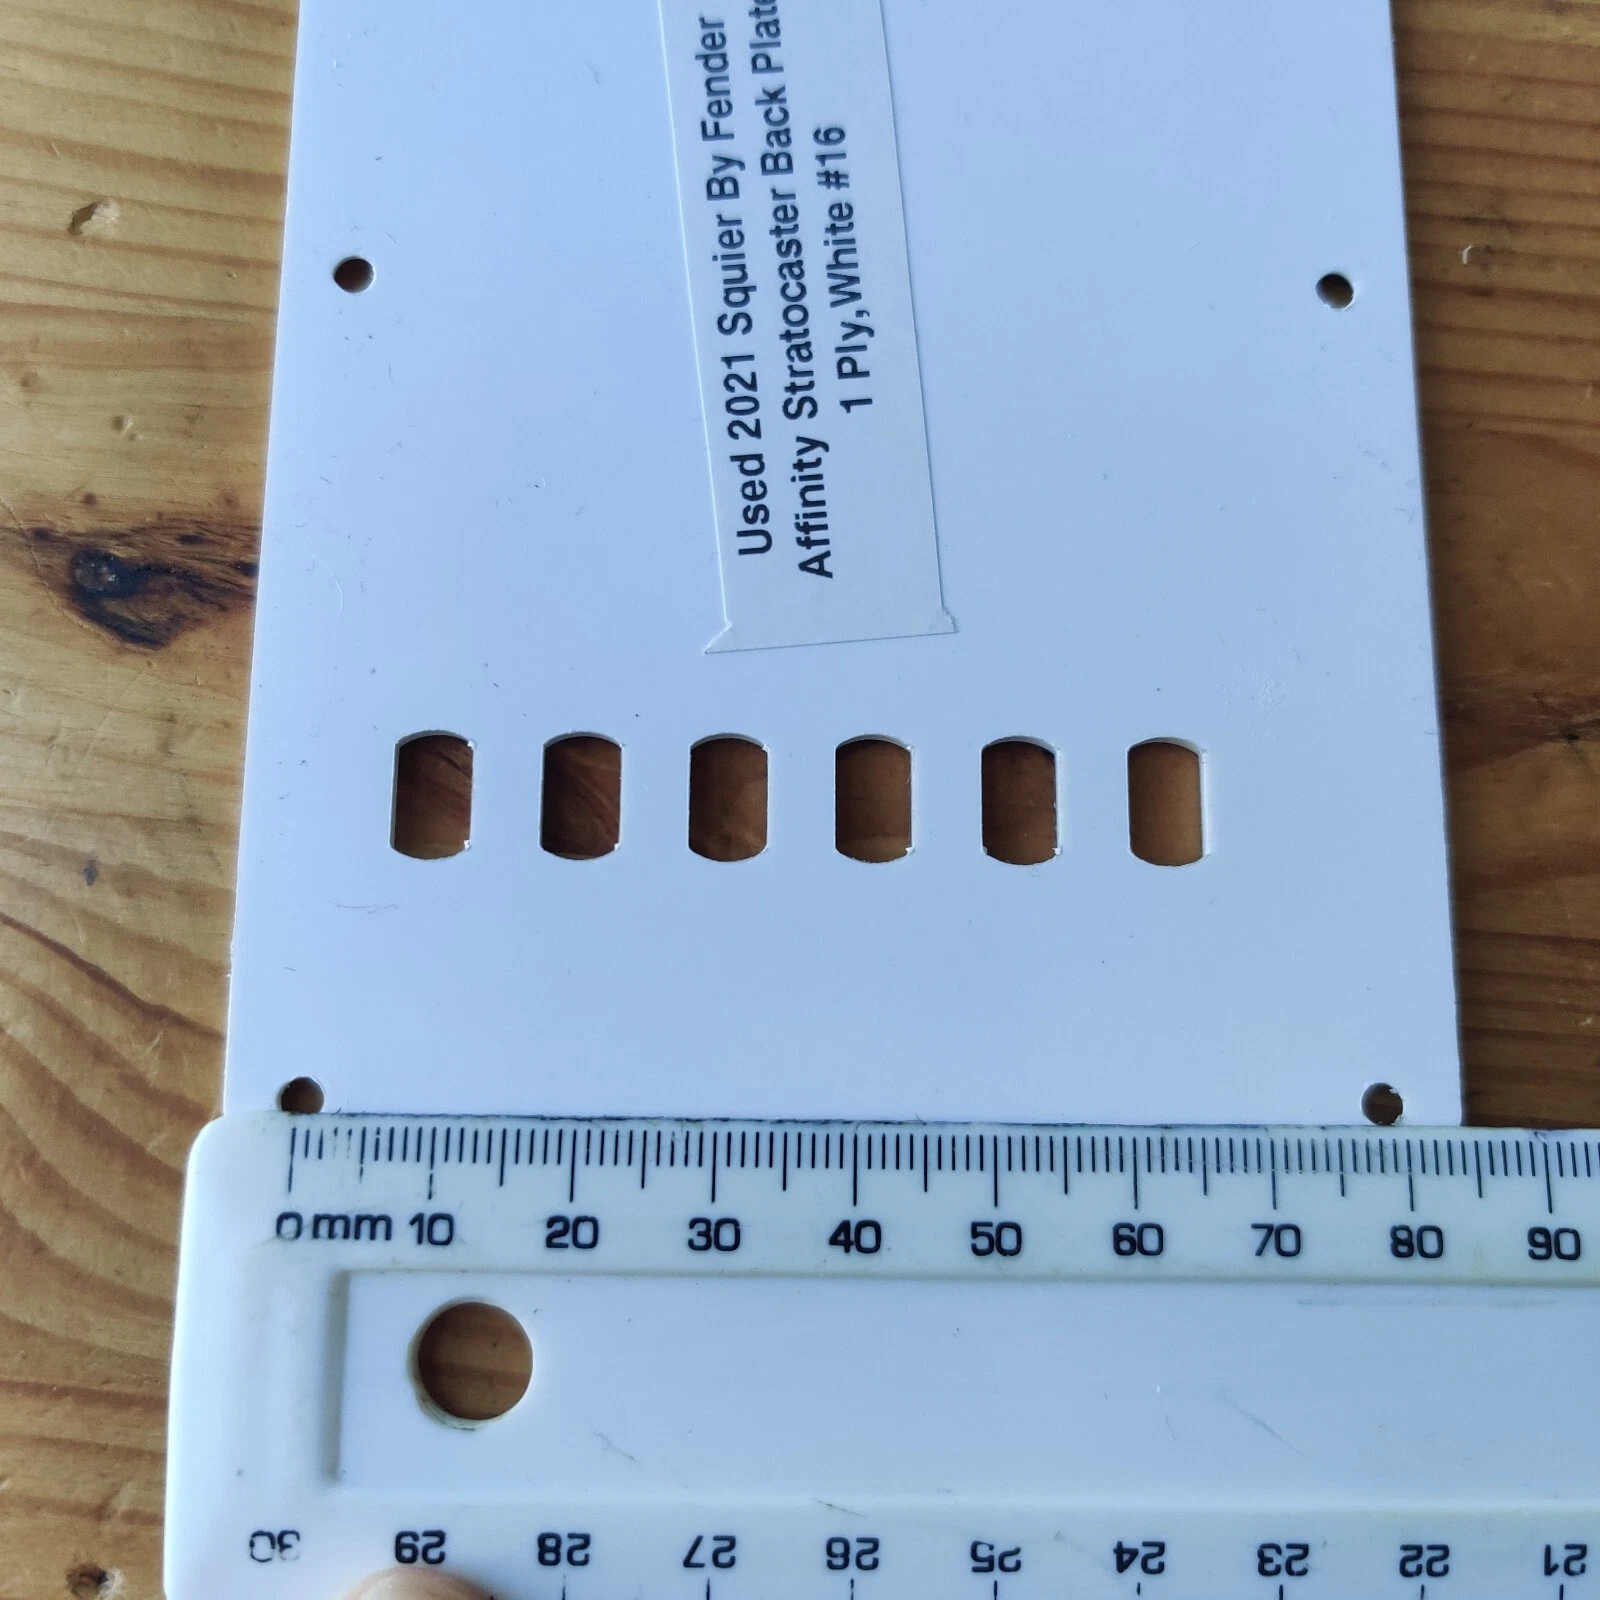 Used 2021 Squier By Fender
Affinity Stratocaster Back Plate
1 Ply,White #16
0 mm 10 20 30 40 50 60 70 80 90
30 29 28 27 26 25 24 23 22 21